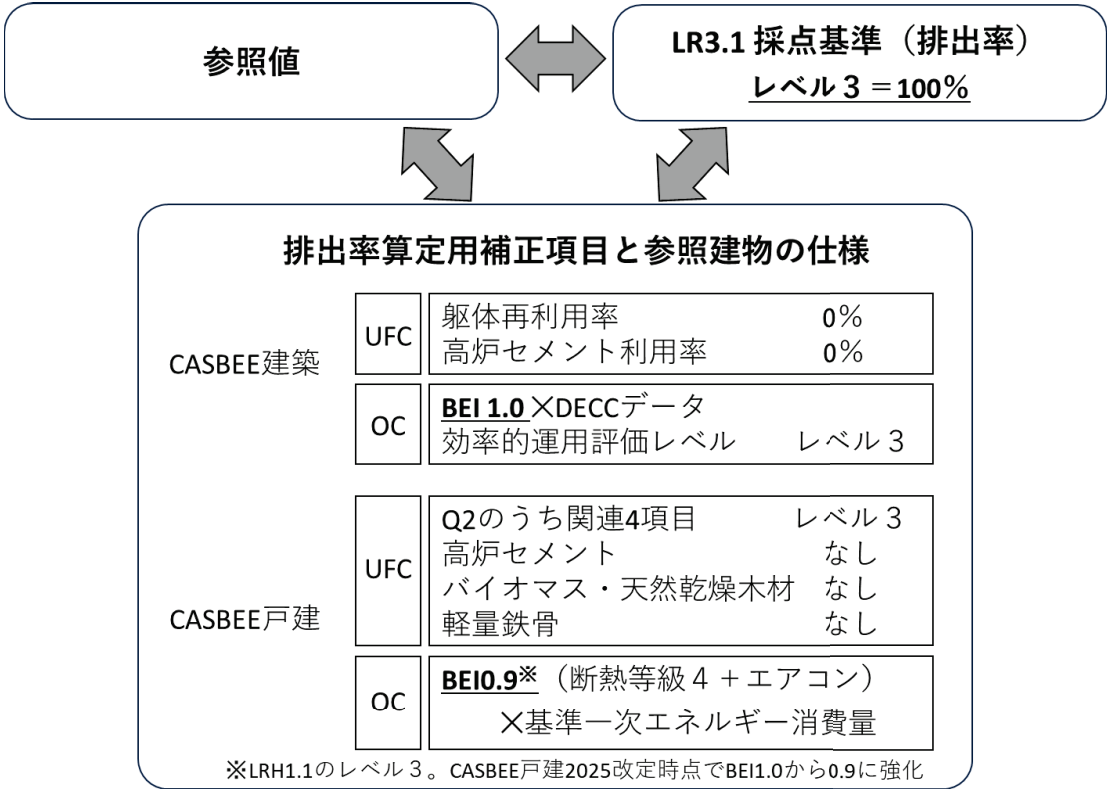 参照値
LR3.1 採点基準（排出率）
レベル３＝100％
排出率算定用補正項目と参照建物の仕様
CASBEE建築
UFC
躯体再利用率 0％
高炉セメント利用率 0％
OC
BEI 1.0 ×DECCデータ
効率的運用評価レベル レベル３
CASBEE戸建
UFC
Q2のうち関連4項目 レベル３
高炉セメント なし
バイオマス・天然乾燥木材 なし
軽量鉄骨 なし
OC
BEI0.9※（断熱等級４＋エアコン）
×基準一次エネルギー消費量
※LRH1.1のレベル３。CASBEE戸建2025改定時点でBEI1.0から0.9に強化